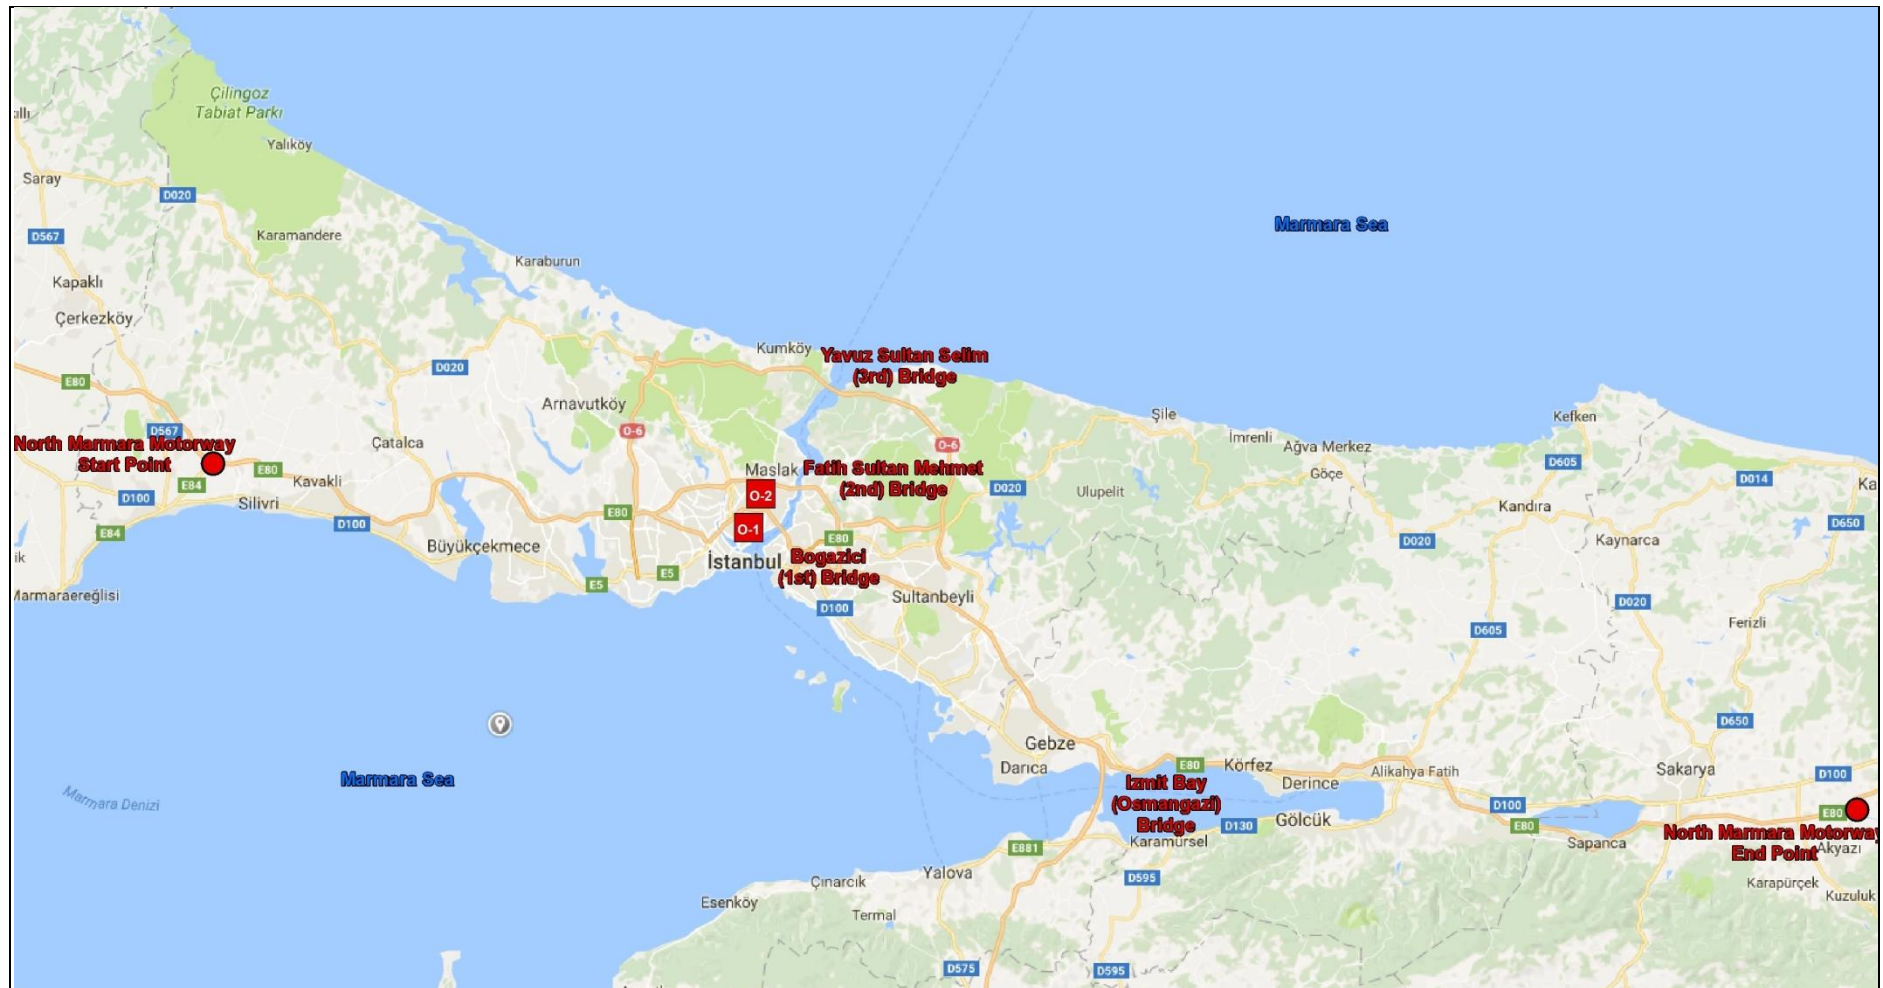 Çilingoz
Tabiat Parkı
Yalıköy
Saray
D020
D567
Karamandere
Marmara Sea
Karaburun
Kapaklı
Çerkezköy
Kumköy
Yavuz Sultan Selim
(3rd) Bridge
D020
E80
Arnavutköy
O-6
Şile
Kefken
D567
North Marmara Motorway
Start Point
Çatalca
O-6
İmrenli
Ağva Merkez
E80
Kavakli
E84
Maslak
Fatih Sultan Mehmet
(2nd) Bridge
Göçe
D605
D014
D100
Silivri
O-2
D020
Ulupelit
Kandıra
E84
D100
E80
O-1
D650
Büyükçekmece
E80
D020
Kaynarca
ik
İstanbul
Bogazici
(1st) Bridge
E5
E5
Marmaraereğlisi
Sultanbeyli
D100
D020
Ferizli
D605
D650
Gebze
Darıca
E80
Körfez
Alikahya Fatih
Sakarya
D100
Marmara Sea
Izmit Bay
(Osmangazi)
Bridge
Derince
Marmara Denizi
D100
E80
Gölcük
D130
E80
North Marmara Motorway
End Point
Karamürsel
Sapanca
Akyazı
E881
Yalova
D595
Çınarcık
Karapürçek
Kuzuluk
Esenköy
Termal
D575
D595